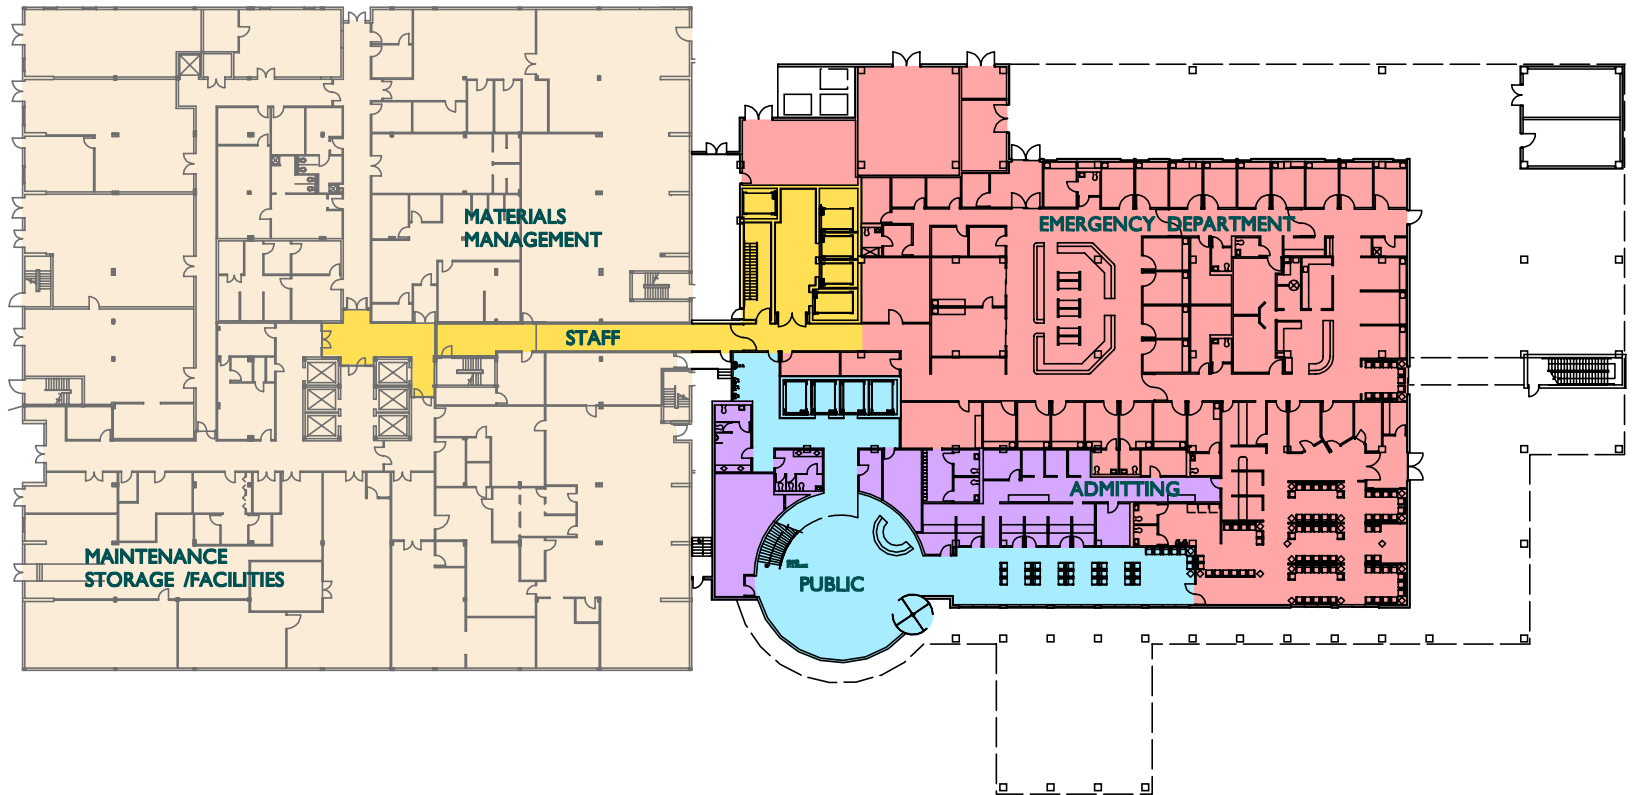 MATERIALS
MANAGEMENT
EMERGENCY DEPARTMENT
STAFF
ADMITTING
MAINTENANCE
STORAGE /FACILITIES
PUBLIC